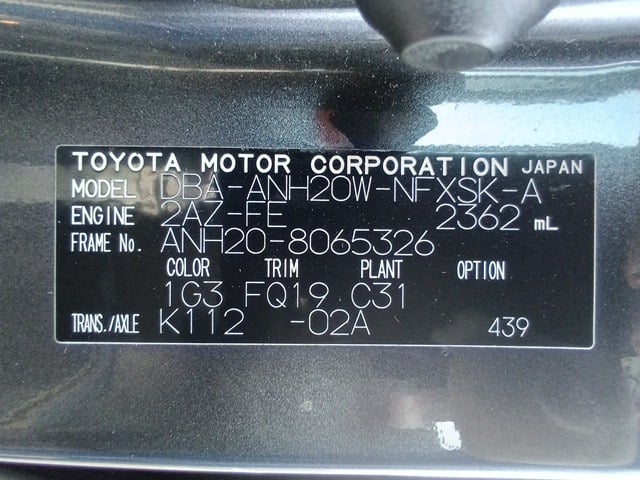 TOYOTA MOTOR CORPORATION JAPAN
MODEL DBA-ANH20W-NFXSK-A
ENGINE 2AZ-FE 2362 mL
FRAME No. ANH20-8065326
COLOR TRIM PLANT OPTION
1G3 FQ19 C31
TRANS./AXLE K112 -02A 439